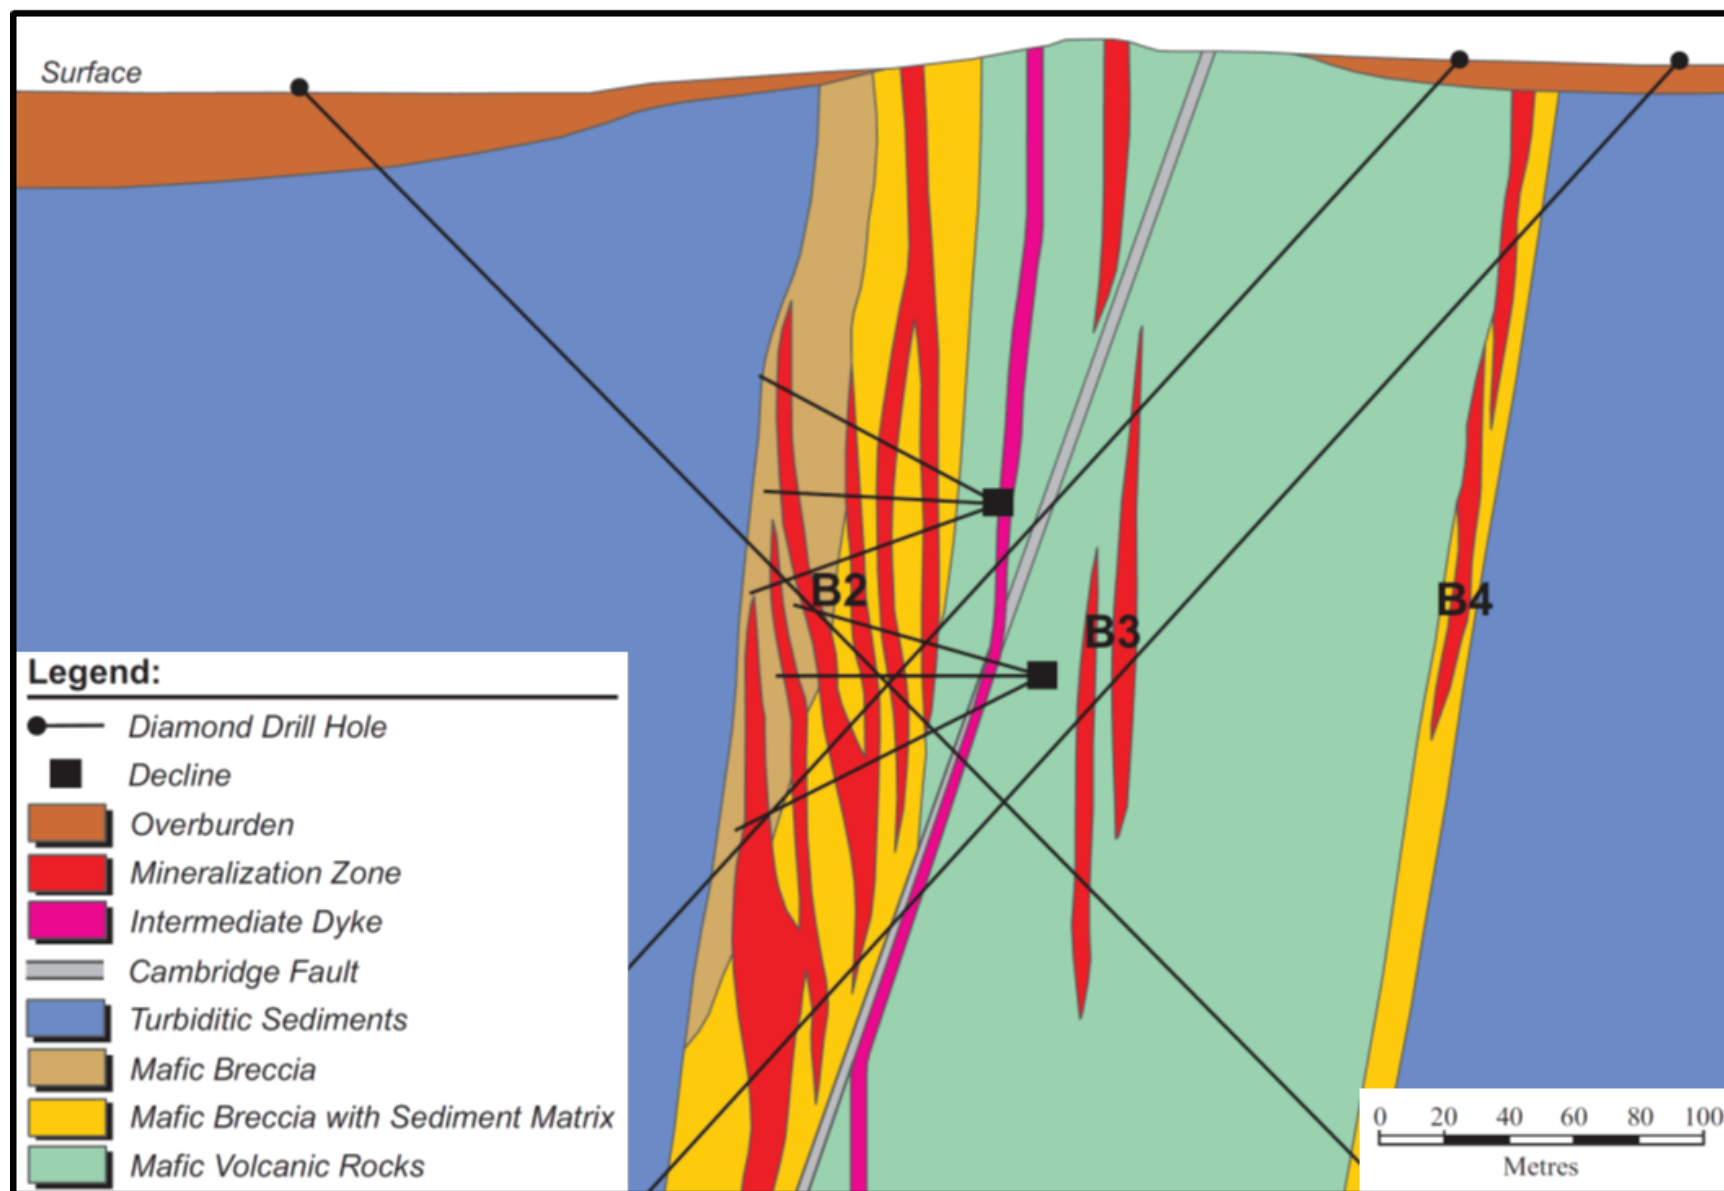 Surface
B2
B3
B4
Legend:
Diamond Drill Hole
Decline
Overburden
Mineralization Zone
Intermediate Dyke
Cambridge Fault
Turbiditic Sediments
Mafic Breccia
Mafic Breccia with Sediment Matrix
Mafic Volcanic Rocks
0 20 40 60 80 100
Metres